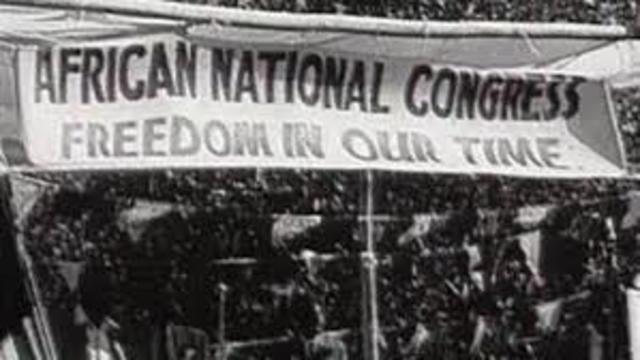 AFRICAN NATIONAL CONGRESS
FREEDOM IN OUR TIME